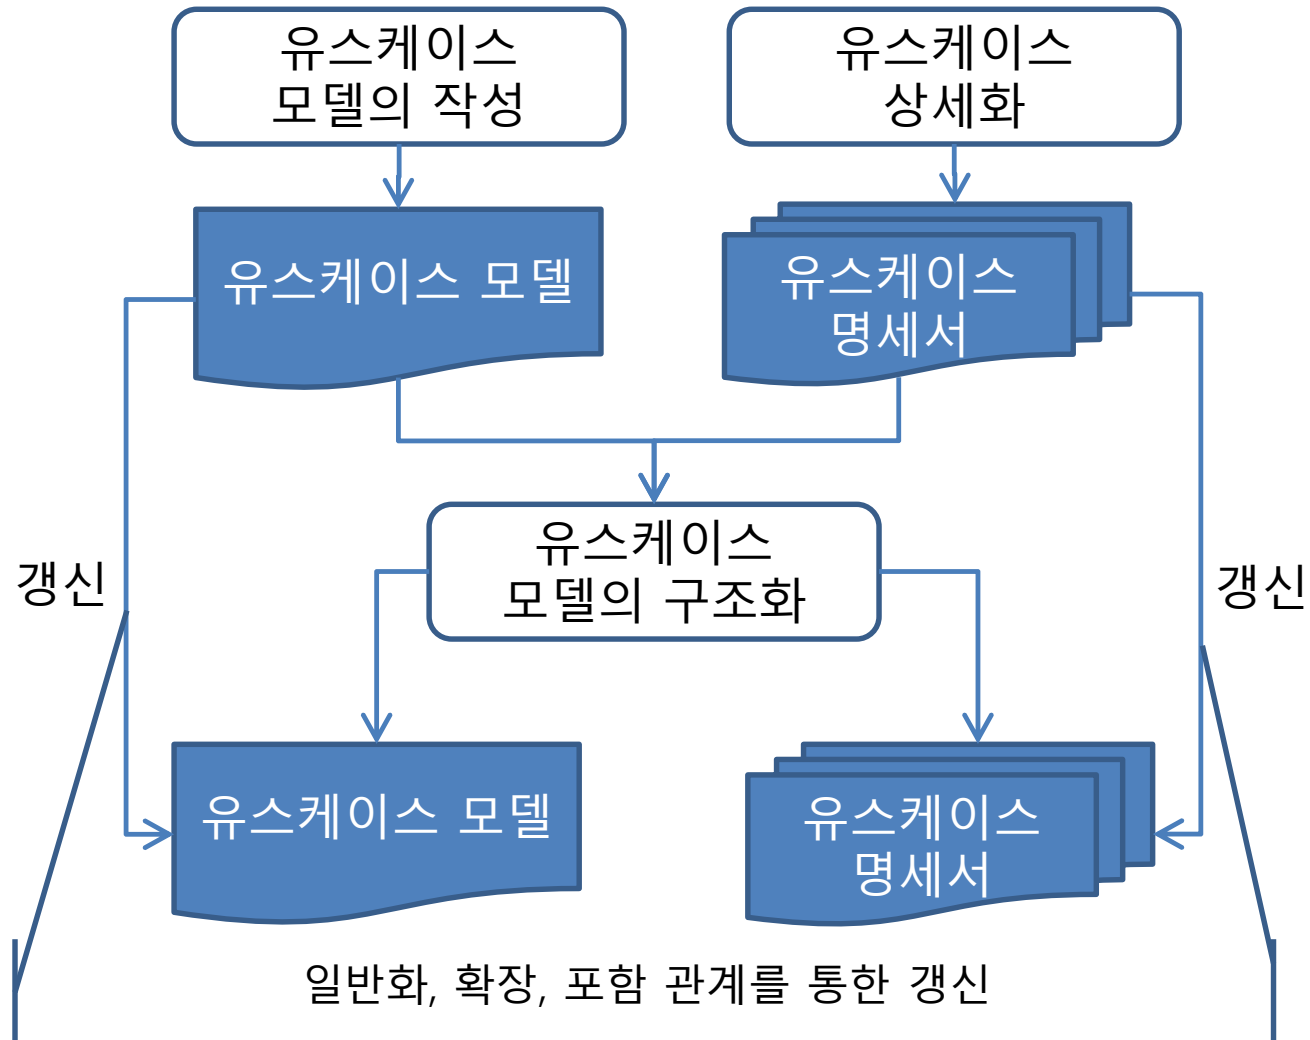 유스케이스
모델의 작성
유스케이스
상세화
유스케이스 모델
유스케이스
명세서
유스케이스
모델의 구조화
갱신
갱신
유스케이스 모델
유스케이스
명세서
일반화, 확장, 포함 관계를 통한 갱신